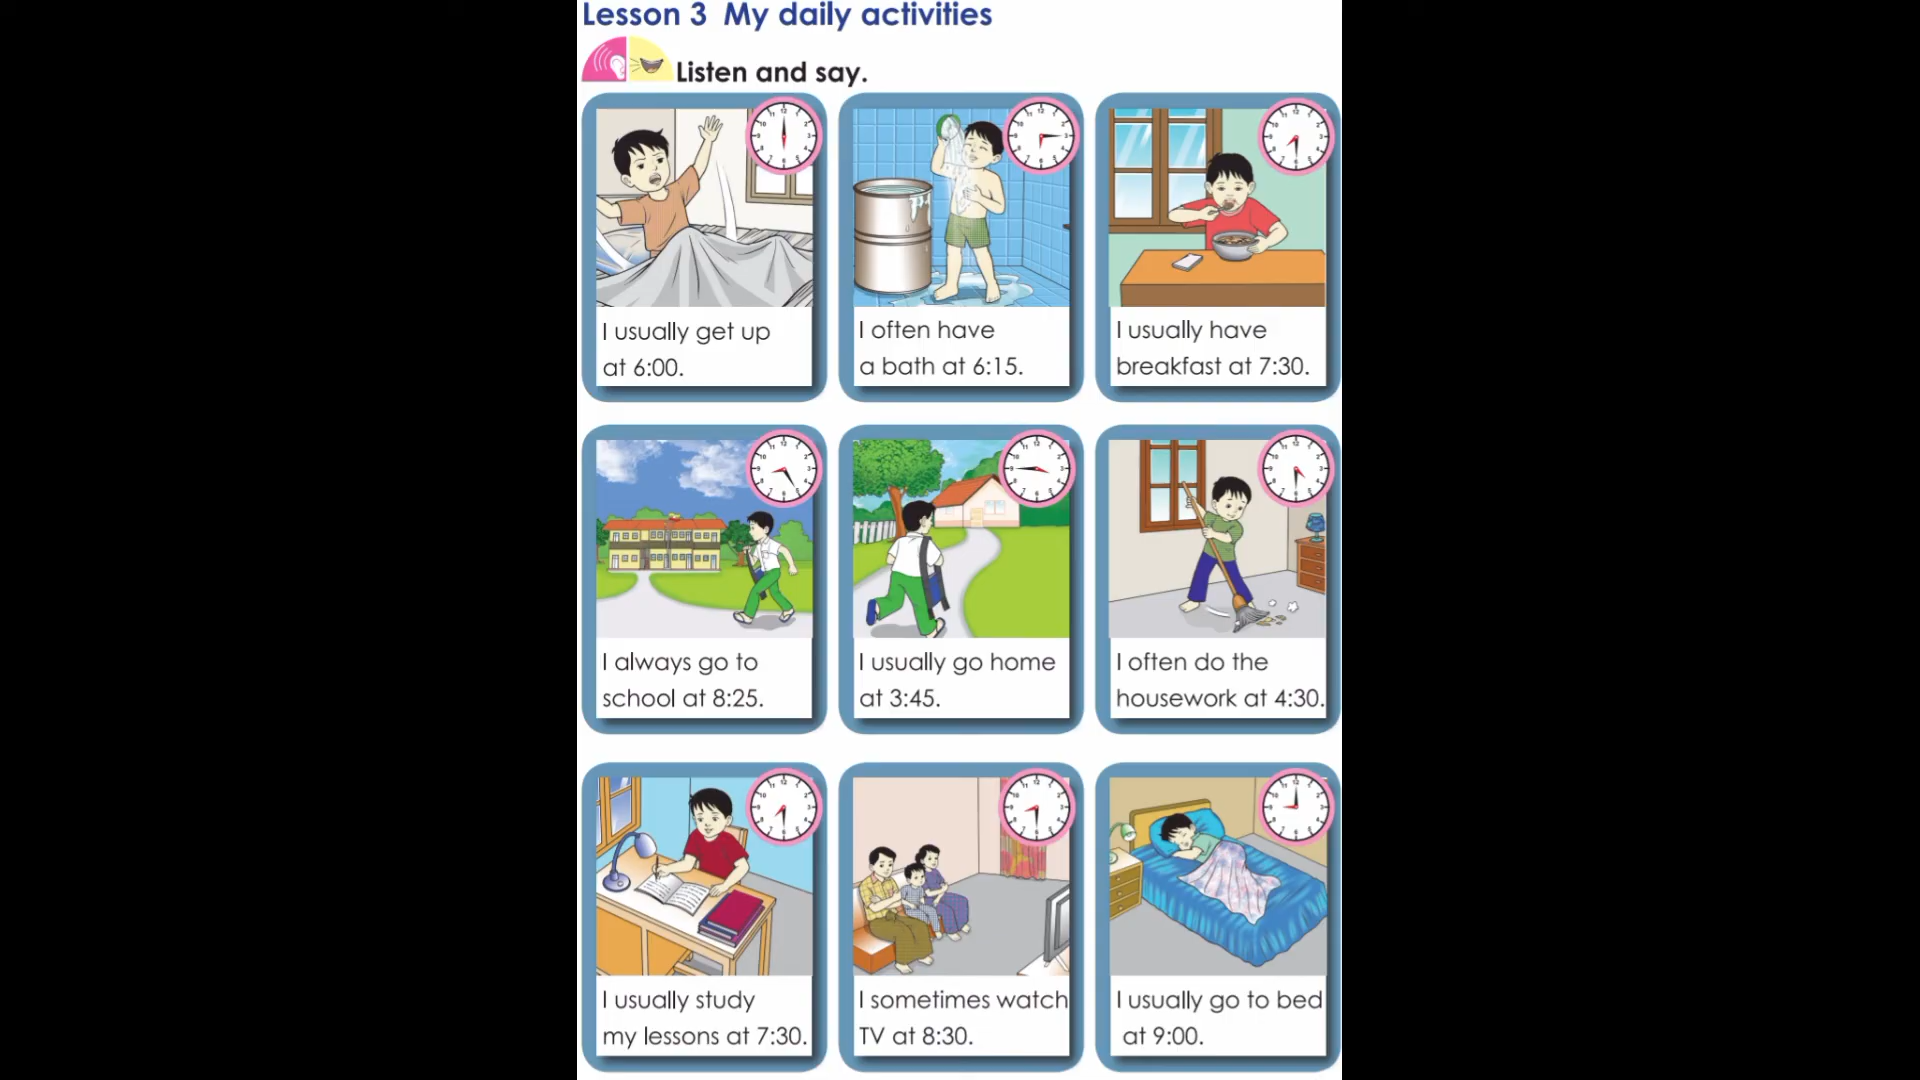 Lesson 3 My daily activities
Listen and say.
I usually get up
at 6:00.
I often have
a bath at 6:15.
I usually have
breakfast at 7:30.
I always go to
school at 8:25.
I usually go home
at 3:45.
I often do the
housework at 4:30.
I usually study
my lessons at 7:30.
I sometimes watch
TV at 8:30.
I usually go to bed
at 9:00.